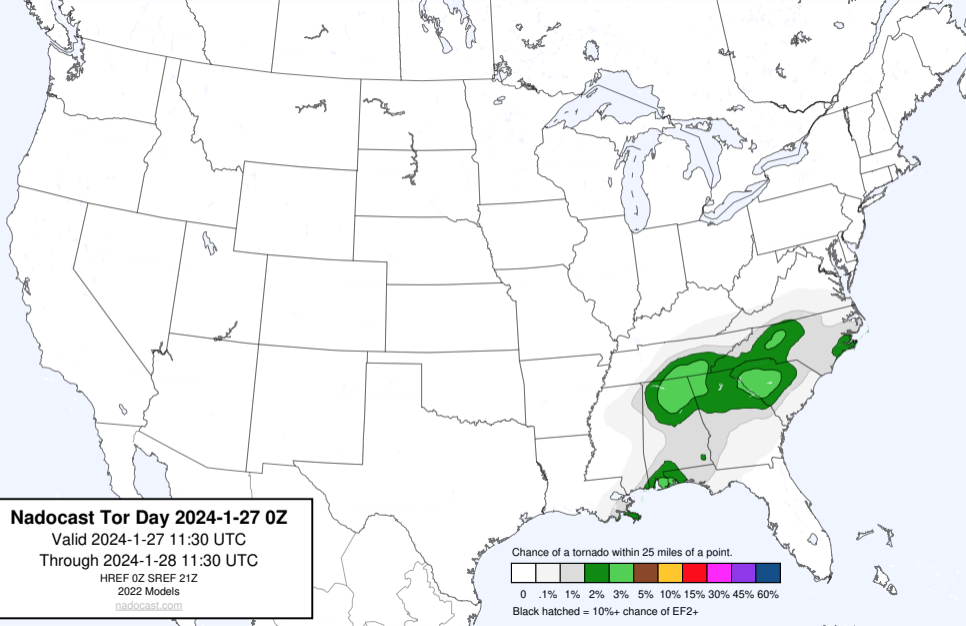 Nadocast Tor Day 2024-1-27 0Z
Valid 2024-1-27 11:30 UTC
Through 2024-1-28 11:30 UTC
HREF 0Z SREF 21Z
2022 Models
nadocast.com
Chance of a tornado within 25 miles of a point.
0 .1% 1% 2% 3% 5% 10% 15% 30% 45% 60%
Black hatched = 10%+ chance of EF2+